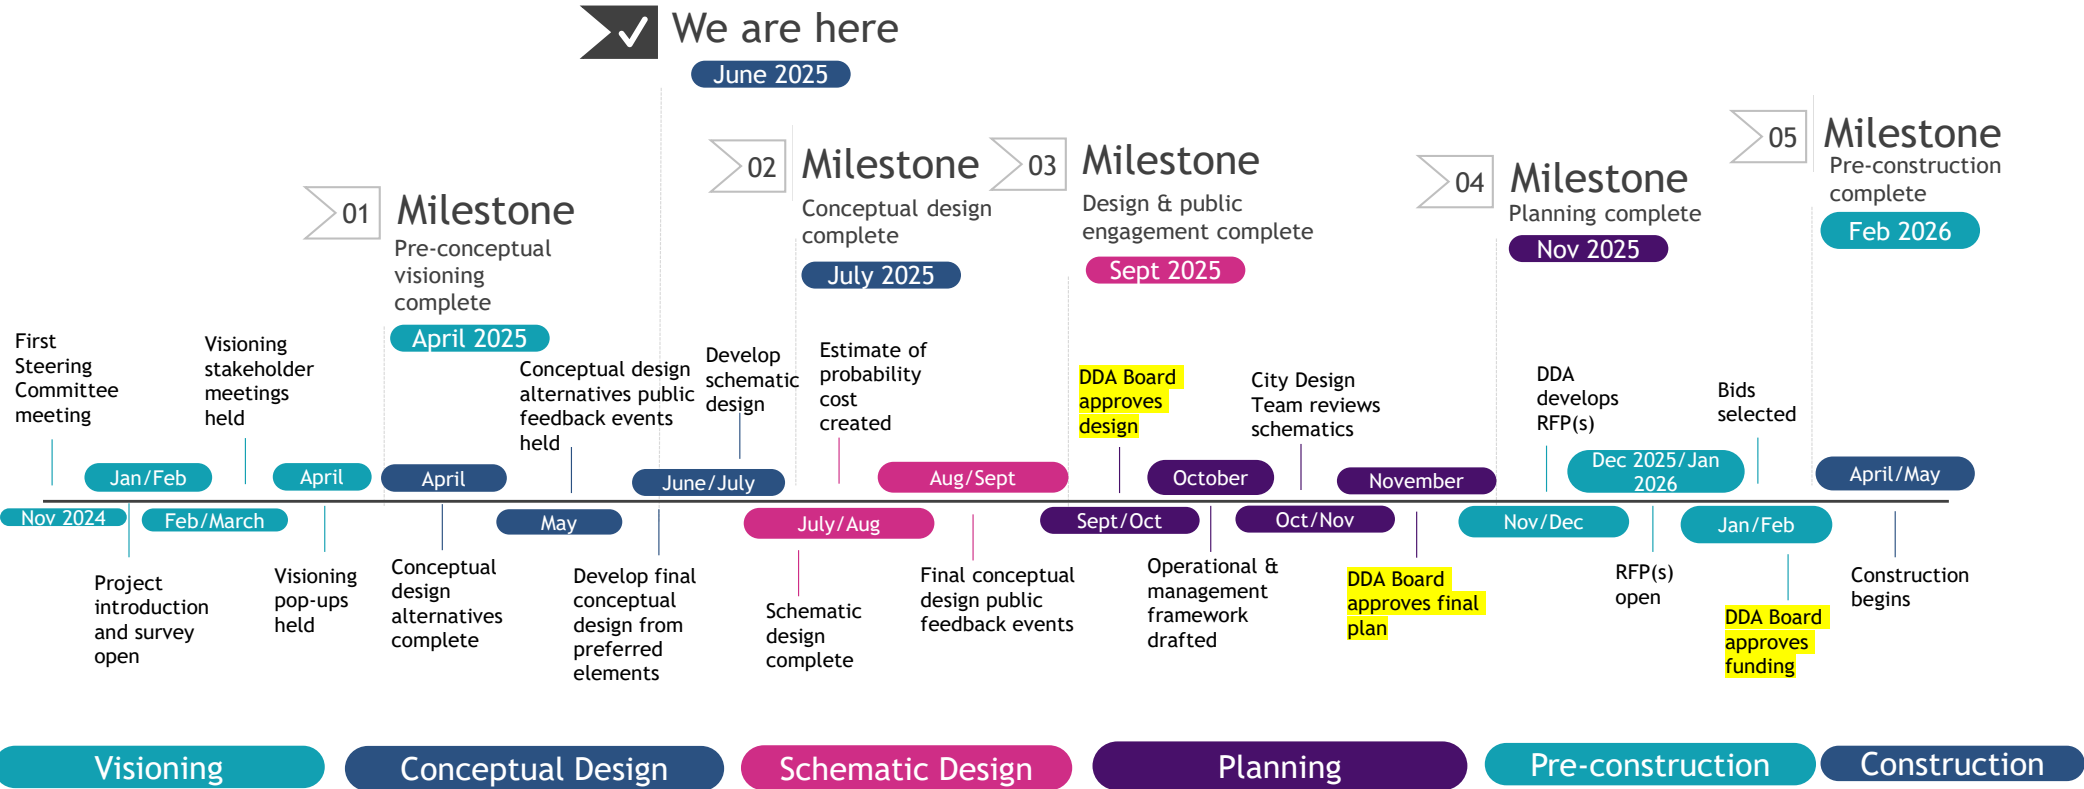 We are here
June 2025
01
Milestone
Pre-conceptual
visioning
complete
April 2025
02
Milestone
Conceptual design
complete
July 2025
03
Milestone
Design & public
engagement complete
Sept 2025
04
Milestone
Planning complete
Nov 2025
05
Milestone
Pre-construction
complete
Feb 2026
First
Steering
Committee
meeting
Visioning
stakeholder
meetings
held
Conceptual design
alternatives public
feedback events
held
Develop
schematic
design
Estimate of
probability
cost
created
DDA Board
approves
design
City Design
Team reviews
schematics
DDA
develops
RFP(s)
Bids
selected
Jan/Feb
April
April
June/July
Aug/Sept
October
November
Dec 2025/Jan
2026
April/May
Nov 2024
Feb/March
May
July/Aug
Sept/Oct
Oct/Nov
Nov/Dec
Jan/Feb
Project
introduction
and survey
open
Visioning
pop-ups
held
Conceptual
design
alternatives
complete
Develop final
conceptual
design from
preferred
elements
Schematic
design
complete
Final conceptual
design public
feedback events
Operational &
management
framework
drafted
DDA Board
approves final
plan
RFP(s)
open
DDA Board
approves
funding
Construction
begins
Visioning
Conceptual Design
Schematic Design
Planning
Pre-construction
Construction